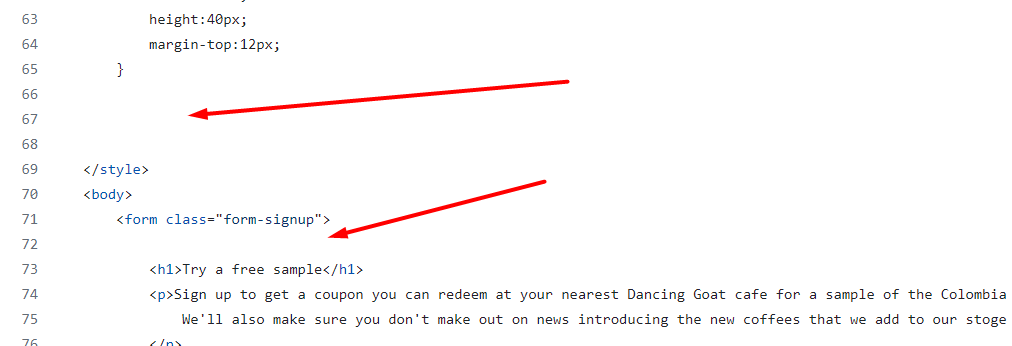 63 height:40px;
64 margin-top:12px;
65 }
66
67
68
69 </style>
70 <body>
71 <form class="form-signup">
72
73 <h1>Try a free sample</h1>
74 <p>Sign up to get a coupon you can redeem at your nearest Dancing Goat cafe for a sample of the Colombia
75 We'll also make sure you don't make out on news introducing the new coffees that we add to our stoge
76 </p>